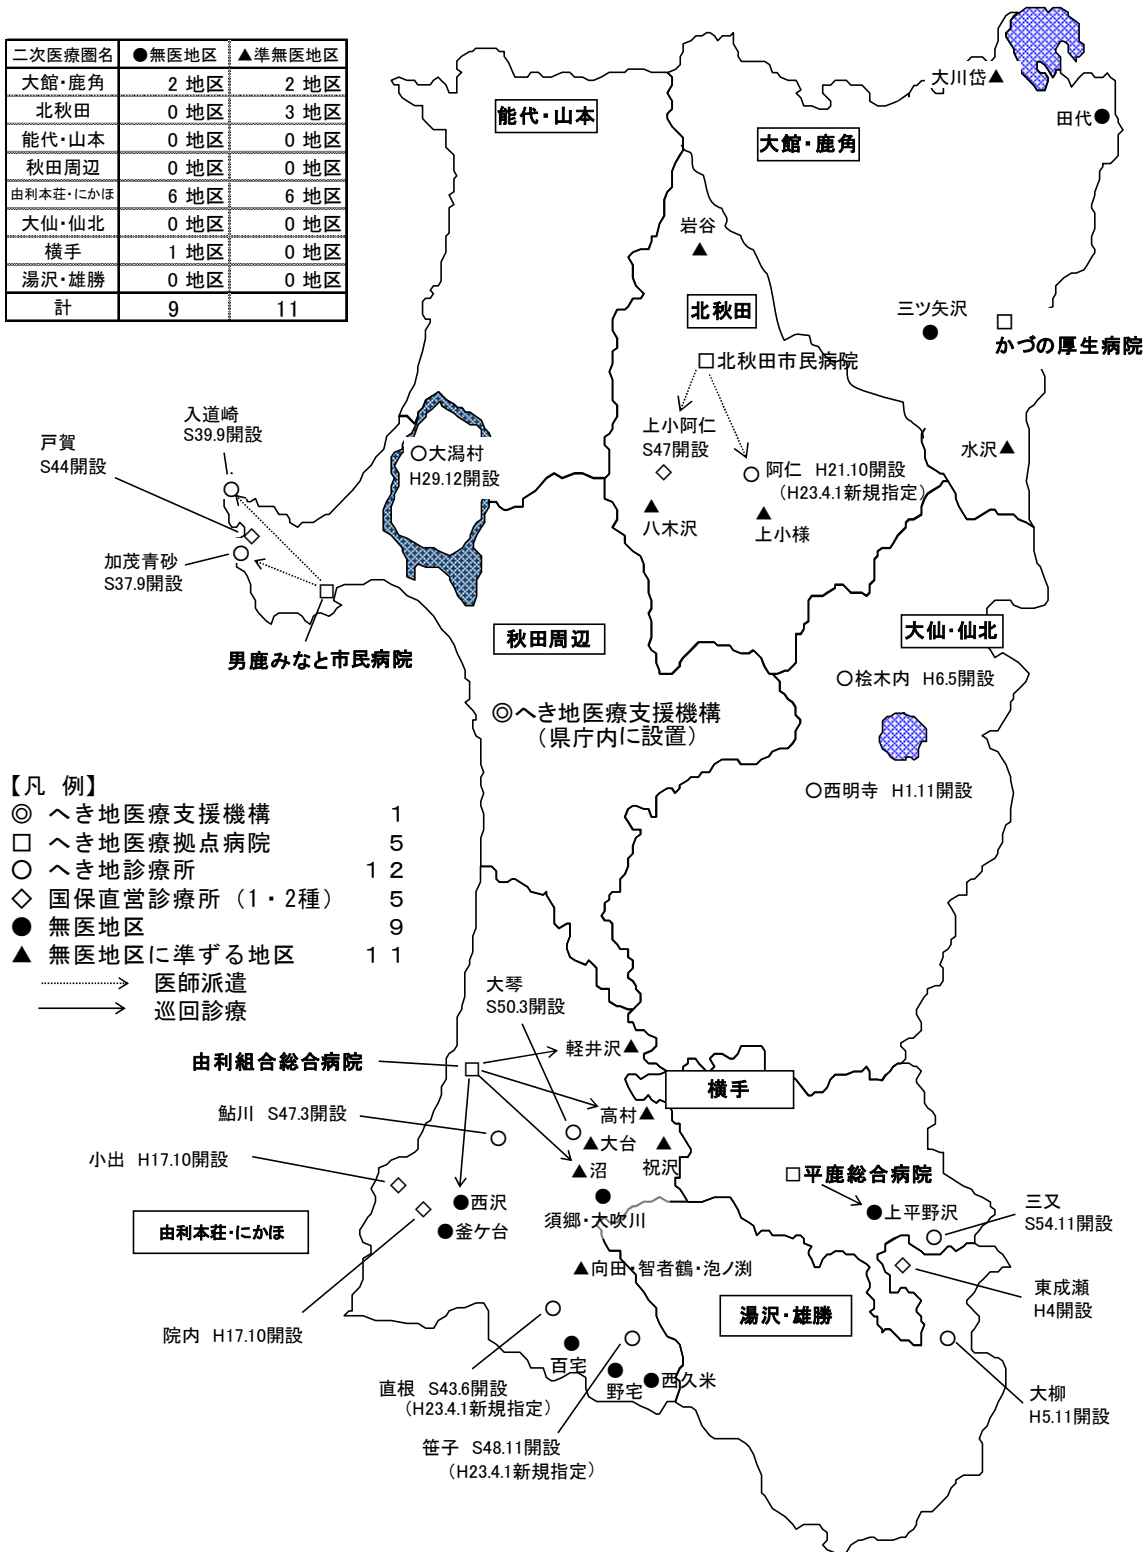 二次医療圏名 ●無医地区 ▲準無医地区
大館・鹿角 2 地区 2 地区
北秋田 0 地区 3 地区
能代・山本 0 地区 0 地区
秋田周辺 0 地区 0 地区
由利本荘・にかほ 6 地区 6 地区
大仙・仙北 0 地区 0 地区
横手 1 地区 0 地区
湯沢・雄勝 0 地区 0 地区
計 9 11
能代・山本
大館・鹿角
大川岱▲
田代●
岩谷
▲
北秋田
三ツ矢沢
●
□
かづの厚生病院
□北秋田市民病院
上小阿仁
S47開設
◇
○阿仁 H21.10開設
(H23.4.1新規指定)
水沢▲
▲
八木沢
▲
上小様
入道崎
S39.9開設
戸賀
S44開設
加茂青砂
S37.9開設
○大潟村
H29.12開設
男鹿みなと市民病院
秋田周辺
大仙・仙北
○桧木内 H6.5開設
◎へき地医療支援機構
(県庁内に設置)
○西明寺 H1.11開設
【凡 例】
◎ へき地医療支援機構 1
□ へき地医療拠点病院 5
○ へき地診療所 12
◇ 国保直営診療所(1・2種) 5
● 無医地区 9
▲ 無医地区に準ずる地区 11
医師派遣
巡回診療
大琴
S50.3開設
軽井沢▲
由利組合総合病院
横手
高村▲
鮎川 S47.3開設
▲大台
▲
祝沢
小出 H17.10開設
▲沼
□平鹿総合病院
●西沢
●
須郷・大吹川
●上平野沢
三又
S54.11開設
由利本荘・にかほ
●釜ケ台
▲向田・智者鶴・泡ノ渕
東成瀬
H4開設
湯沢・雄勝
院内 H17.10開設
●
百宅
●
野宅
●西久米
直根 S43.6開設
(H23.4.1新規指定)
大柳
H5.11開設
笹子 S48.11開設
(H23.4.1新規指定)